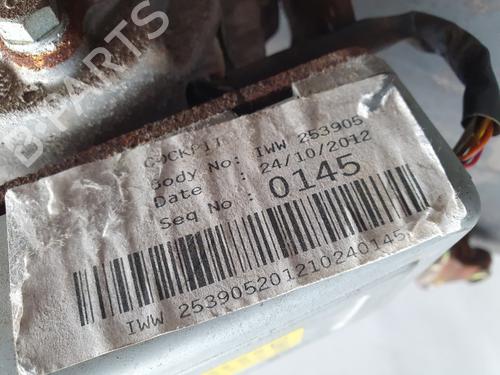 B-PARTS
COCKPIT
Body No: IWW 253905
Date : 24/10/2012
Seq No : 0145
IWW 253905201210240145